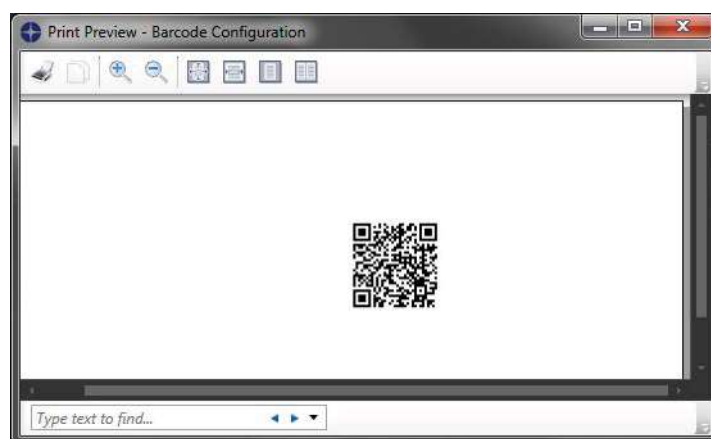 Print Preview - Barcode Configuration
Type text to find...